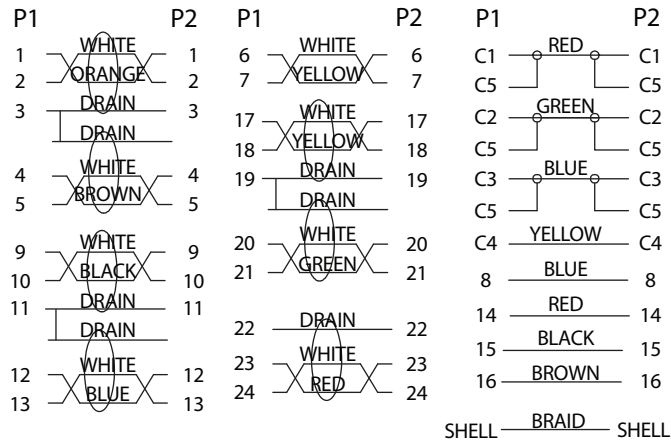 P1 P2
1 WHITE 1
2 ORANGE 2
3 DRAIN 3
DRAIN
4 WHITE 4
5 BROWN 5
9 WHITE 9
10 BLACK 10
11 DRAIN 11
DRAIN
12 WHITE 12
13 BLUE 13
P1 P2
6 WHITE 6
7 YELLOW 7
17 WHITE 17
18 YELLOW 18
19 DRAIN 19
DRAIN
20 WHITE 20
21 GREEN 21
22 DRAIN 22
23 WHITE 23
24 RED 24
P1 P2
C1 RED C1
C5 C5
C2 GREEN C2
C5 C5
C3 BLUE C3
C5 C5
C4 YELLOW C4
8 BLUE 8
14 RED 14
15 BLACK 15
16 BROWN 16
SHELL BRAID SHELL